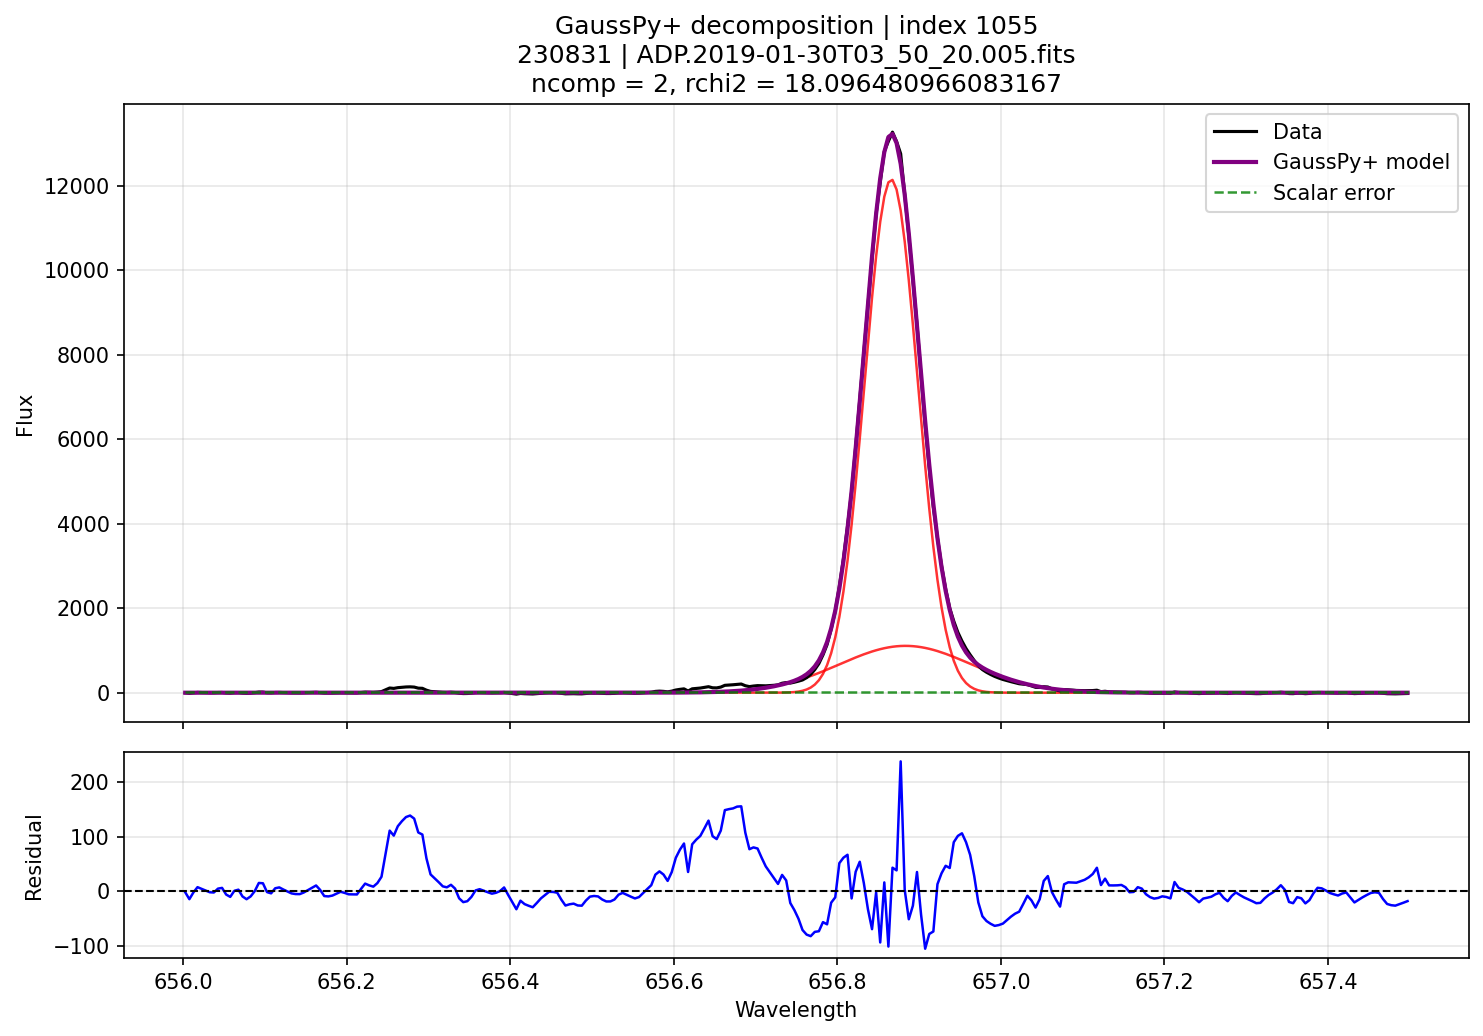 GaussPy+ decomposition | index 1055
230831 | ADP.2019-01-30T03_50_20.005.fits
ncomp = 2, rchi2 = 18.096480966083167
Data
GaussPy+ model
Scalar error
Flux
12000
10000
8000
6000
4000
2000
0
Residual
200
100
0
−100
656.0
656.2
656.4
656.6
656.8
657.0
657.2
657.4
Wavelength